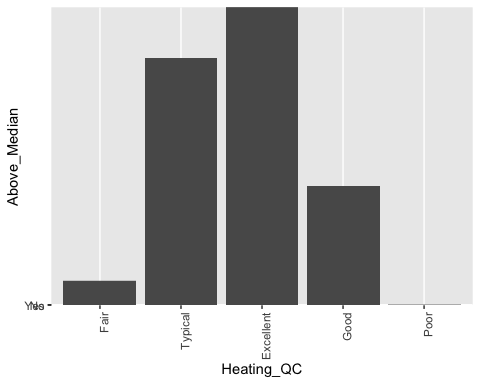 Above_Median
Yes
No
Fair
Typical
Excellent
Good
Poor
Heating_QC